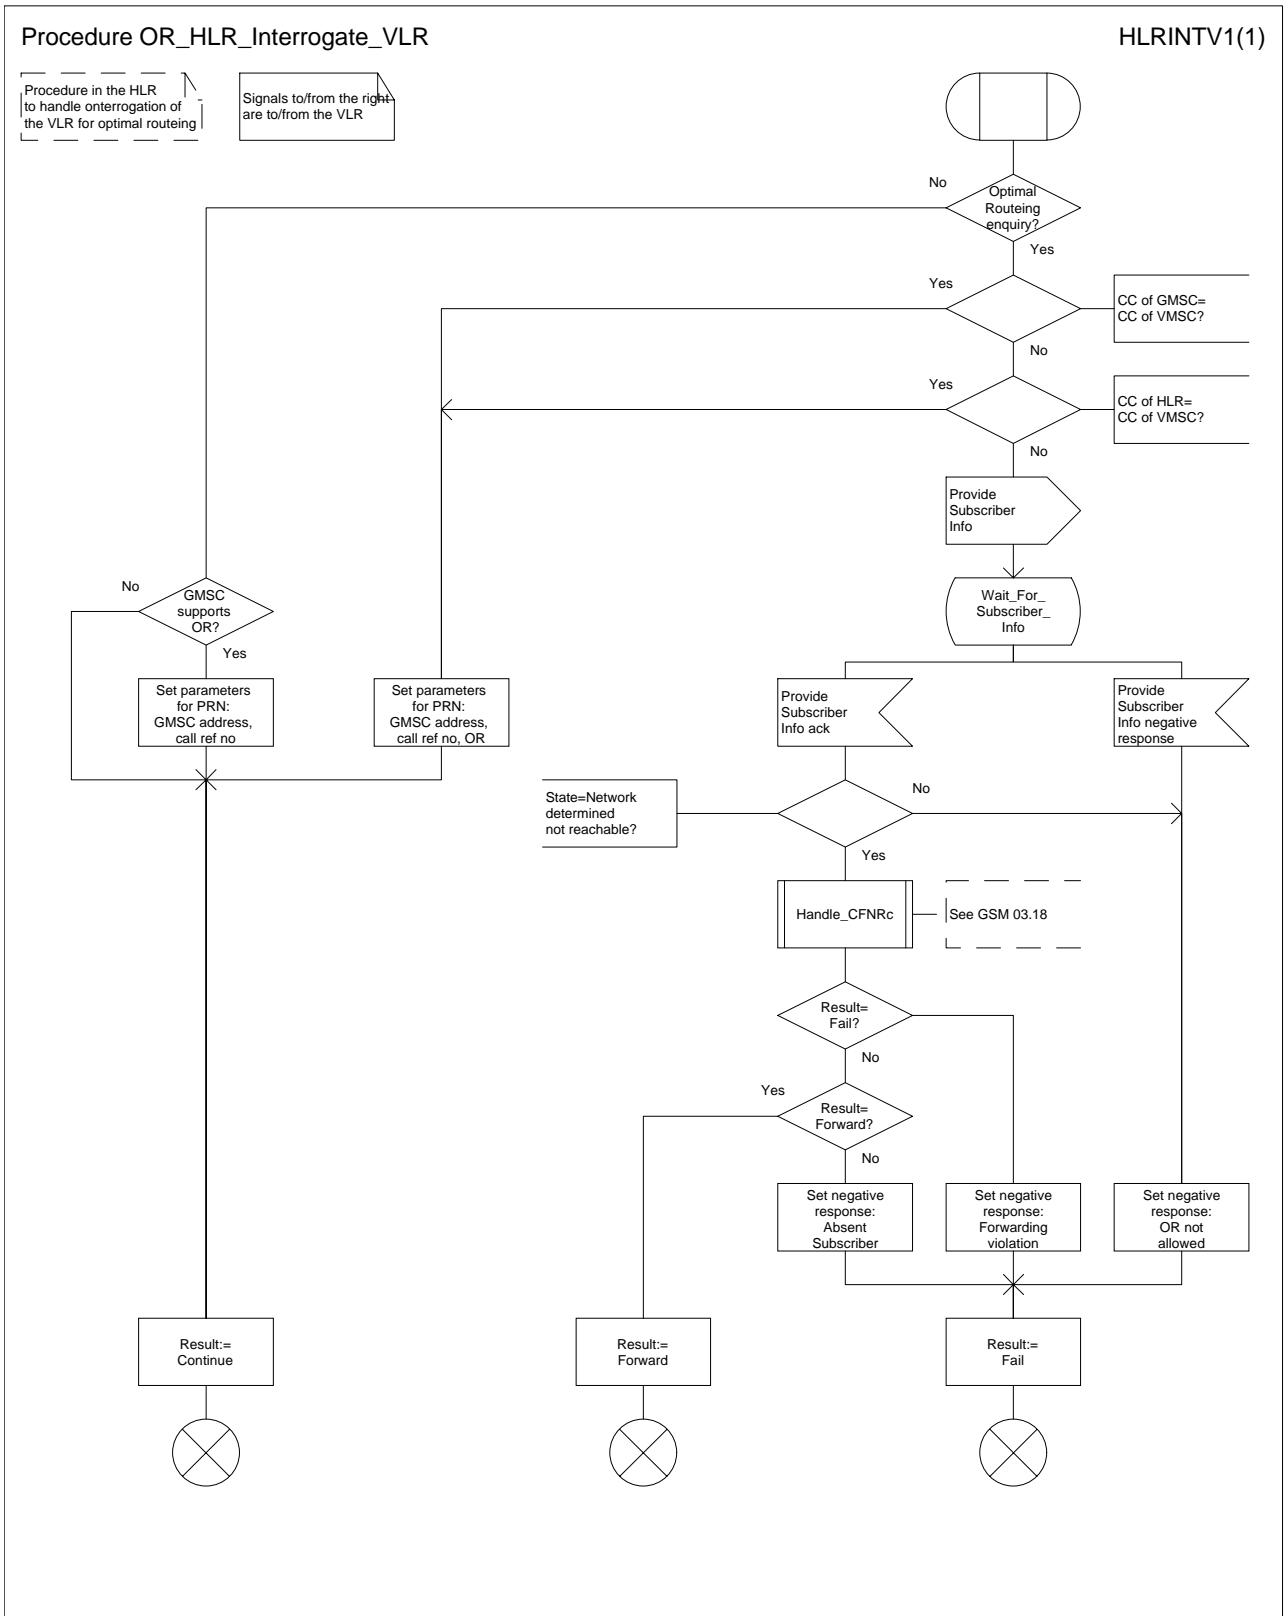 Procedure OR_HLR_Interrogate_VLR
HLRINTV1(1)
Procedure in the HLR
to handle onterrogation of
the VLR for optimal routeing
Signals to/from the right
are to/from the VLR
No
Optimal
Routeing
enquiry?
Yes
Yes
CC of GMSC=
CC of VMSC?
No
Yes
CC of HLR=
CC of VMSC?
No
Provide
Subscriber
Info
No
GMSC
supports
OR?
Yes
Wait_For_
Subscriber_
Info
Set parameters
for PRN:
GMSC address,
call ref no
Set parameters
for PRN:
GMSC address,
call ref no, OR
Provide
Subscriber
Info ack
Provide
Subscriber
Info negative
response
State=Network
determined
not reachable?
No
Yes
Handle_CFNRc
See GSM 03.18
Result=
Fail?
No
Yes
Result=
Forward?
No
Set negative
response:
Absent
Subscriber
Set negative
response:
Forwarding
violation
Set negative
response:
OR not
allowed
Result:=
Continue
Result:=
Forward
Result:=
Fail